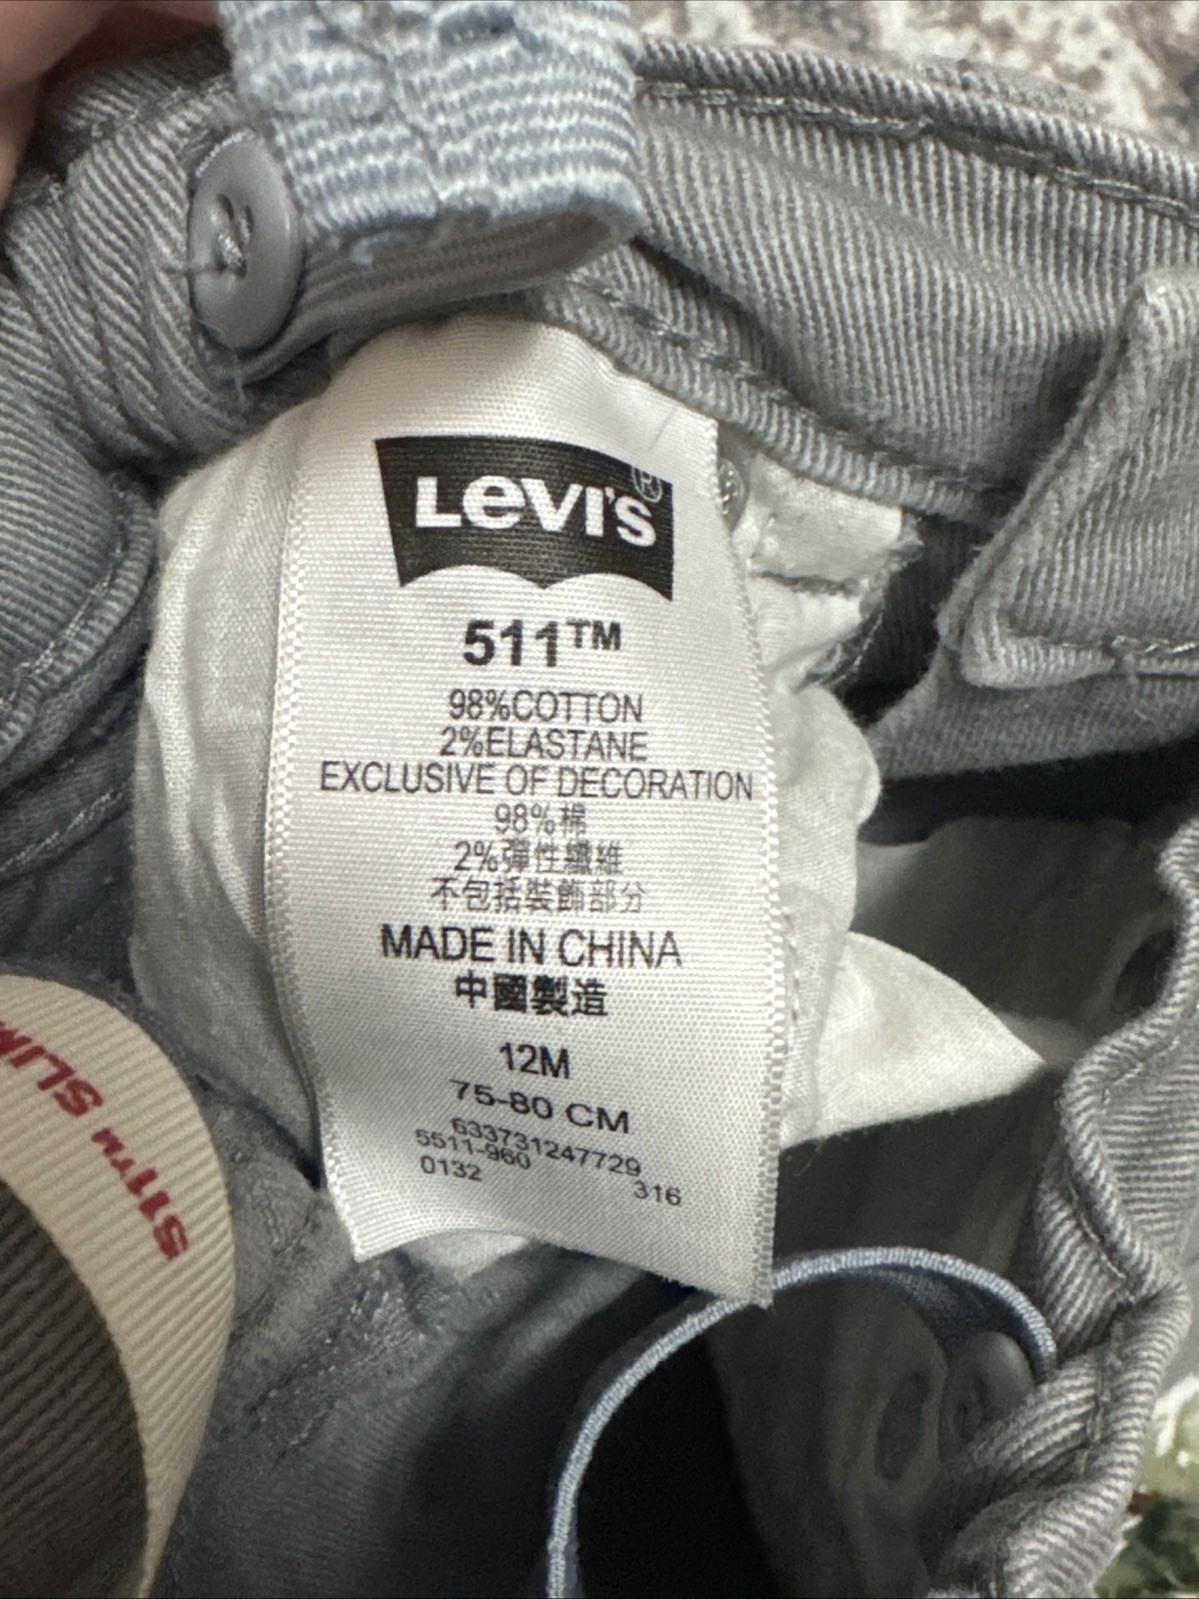 LEVI'S®
511™
98%COTTON
2%ELASTANE
EXCLUSIVE OF DECORATION
98%棉
2%彈性纖維
不包括裝飾部分
MADE IN CHINA
中國製造
12M
75-80 CM
633731247729
5511-960
0132 316
511™ SLIM